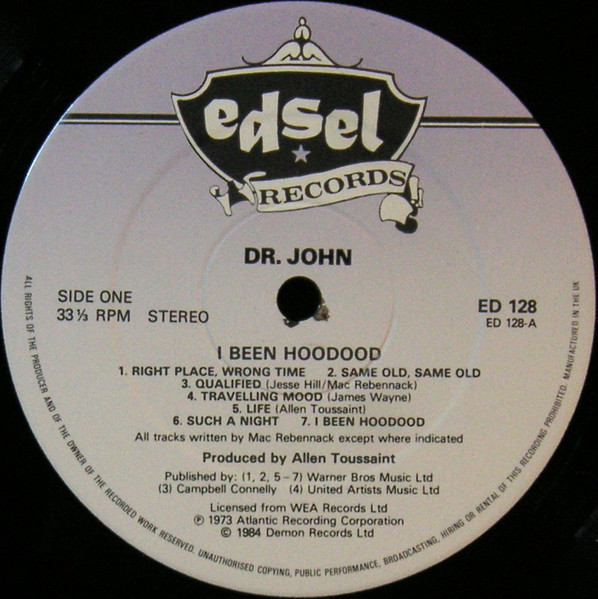 edsel
RECORDS
DR. JOHN
SIDE ONE
33⅓ RPM STEREO
ED 128
ED 128-A
I BEEN HOODOOD
1. RIGHT PLACE, WRONG TIME 2. SAME OLD, SAME OLD
3. QUALIFIED (Jesse Hill/Mac Rebennack)
4. TRAVELLING MOOD (James Wayne)
5. LIFE (Allen Toussaint)
6. SUCH A NIGHT 7. I BEEN HOODOOD
All tracks written by Mac Rebennack except where indicated
Produced by Allen Toussaint
Published by: (1, 2, 5–7) Warner Bros Music Ltd
(3) Campbell Connelly (4) United Artists Music Ltd
Licensed from WEA Records Ltd
℗ 1973 Atlantic Recording Corporation
© 1984 Demon Records Ltd
ALL RIGHTS OF THE PRODUCER AND OF THE OWNER OF THE RECORDED WORK RESERVED. UNAUTHORISED COPYING, PUBLIC PERFORMANCE, BROADCASTING, HIRING OR RENTAL OF THIS RECORDING PROHIBITED. MANUFACTURED IN THE UK